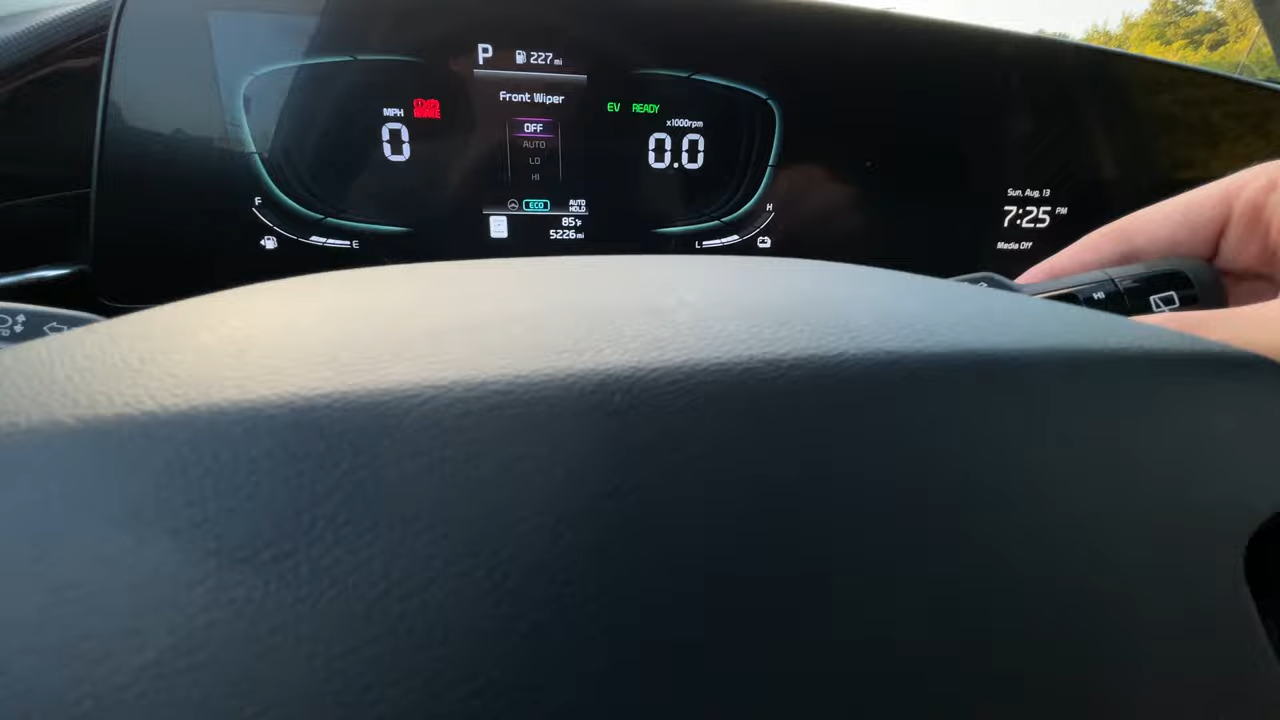 P 227 mi
Front Wiper
MPH
0
OFF
AUTO
LO
HI
EV READY
x1000rpm
0.0
ECO
AUTO
HOLD
85°F
5226 mi
F
E
H
L
Sun, Aug, 13
7:25 PM
Media Off
HI